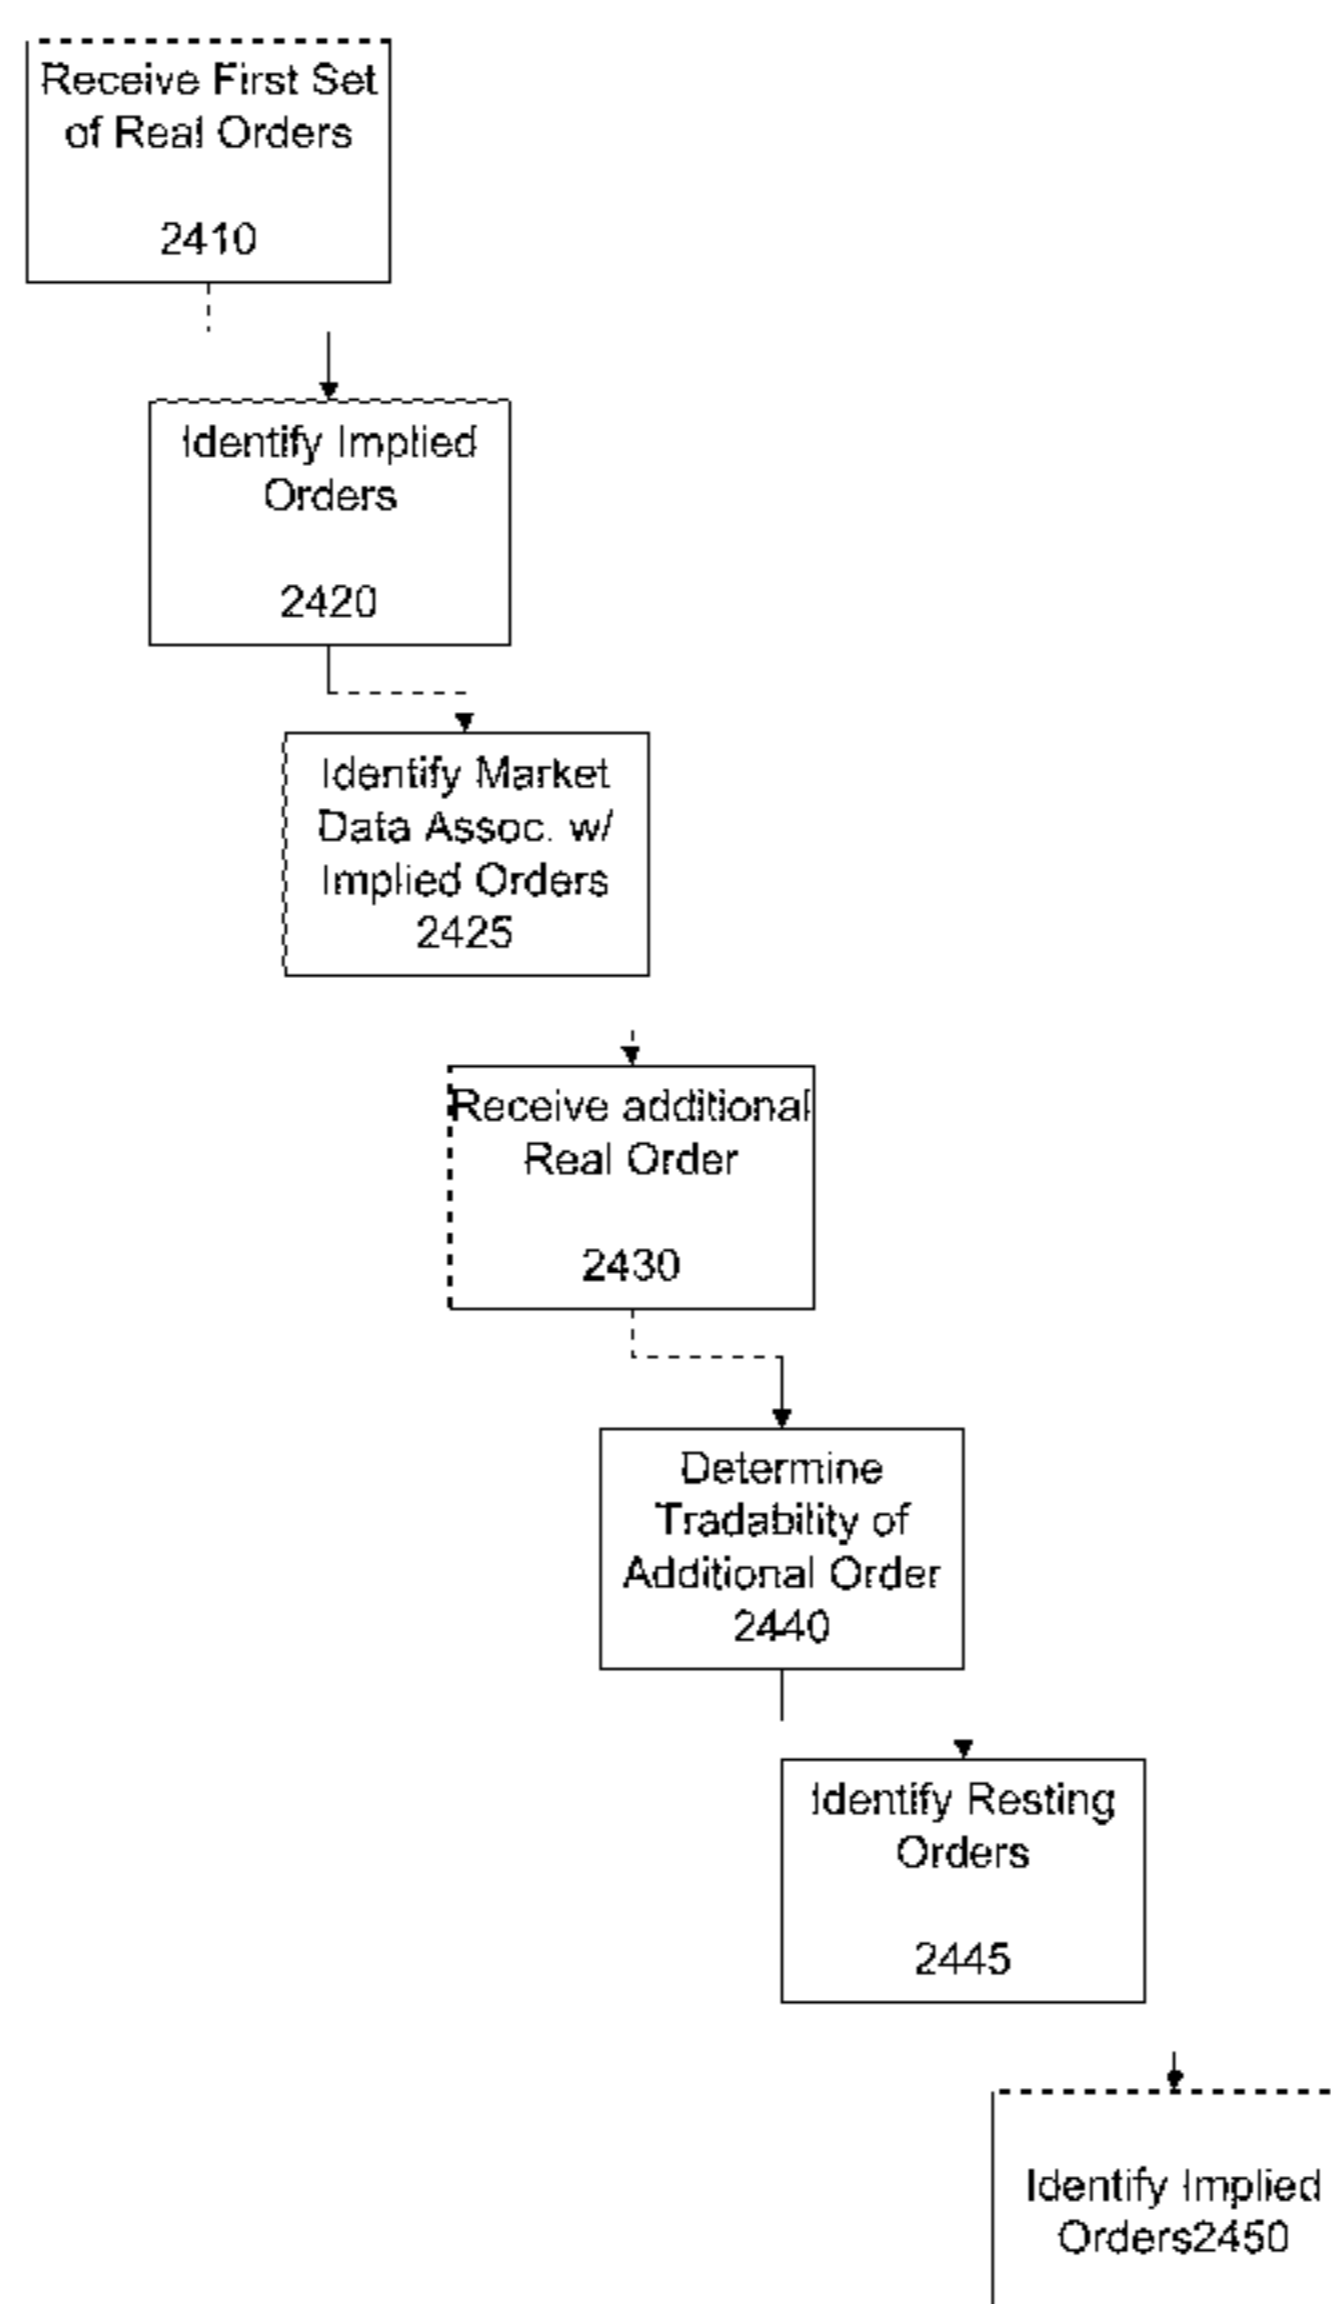 Receive First Set
of Real Orders
2410
Identify Implied
Orders
2420
Identify Market
Data Assoc. w/
Implied Orders
2425
Receive additional
Real Order
2430
Determine
Tradability of
Additional Order
2440
Identify Resting
Orders
2445
Identify Implied
Orders2450